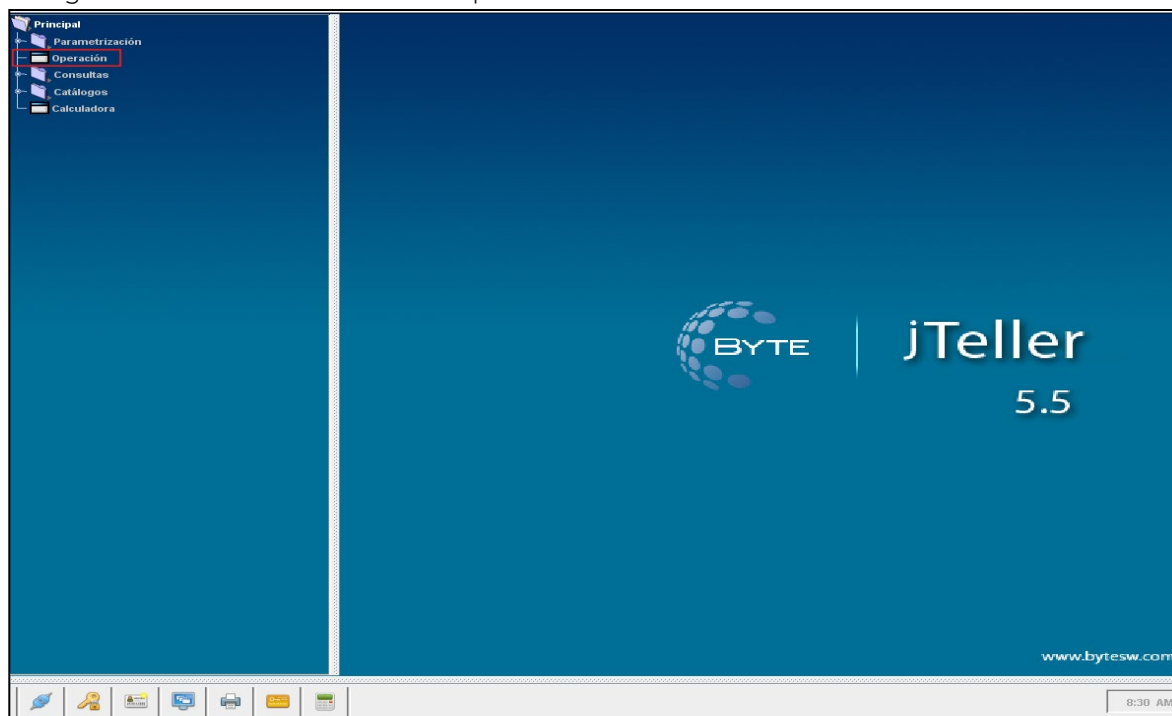 Principal
Parametrización
Operación
Consultas
Catálogos
Calculadora
BYTE
jTeller
5.5
www.bytesw.com
8:30 AM